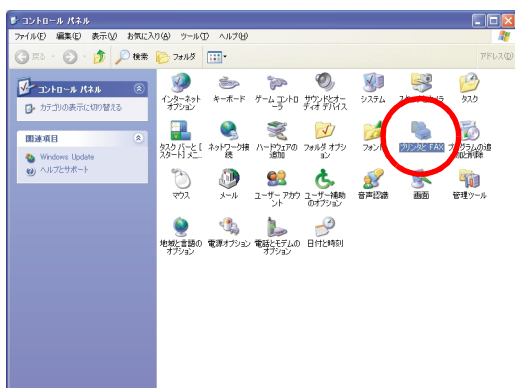 コントロール パネル
ファイル(F) 編集(E) 表示(V) お気に入り(A) ツール(T) ヘルプ(H)
戻る 検索 フォルダ アドレス(D)
コントロール パネル
カテゴリの表示に切り替える
関連項目
Windows Update
ヘルプとサポート
インターネット オプション
キーボード
ゲーム コントローラ
サウンドとオーディオ デバイス
システム
タスク
タスク バーと [スタート] メニ...
ネットワーク接続
ハードウェアの追加
フォルダ オプション
フォント
プリンタと FAX
プログラムの追加と削除
マウス
メール
ユーザー アカウント
ユーザー補助のオプション
音声認識
画面
管理ツール
地域と言語のオプション
電源オプション
電話とモデムのオプション
日付と時刻